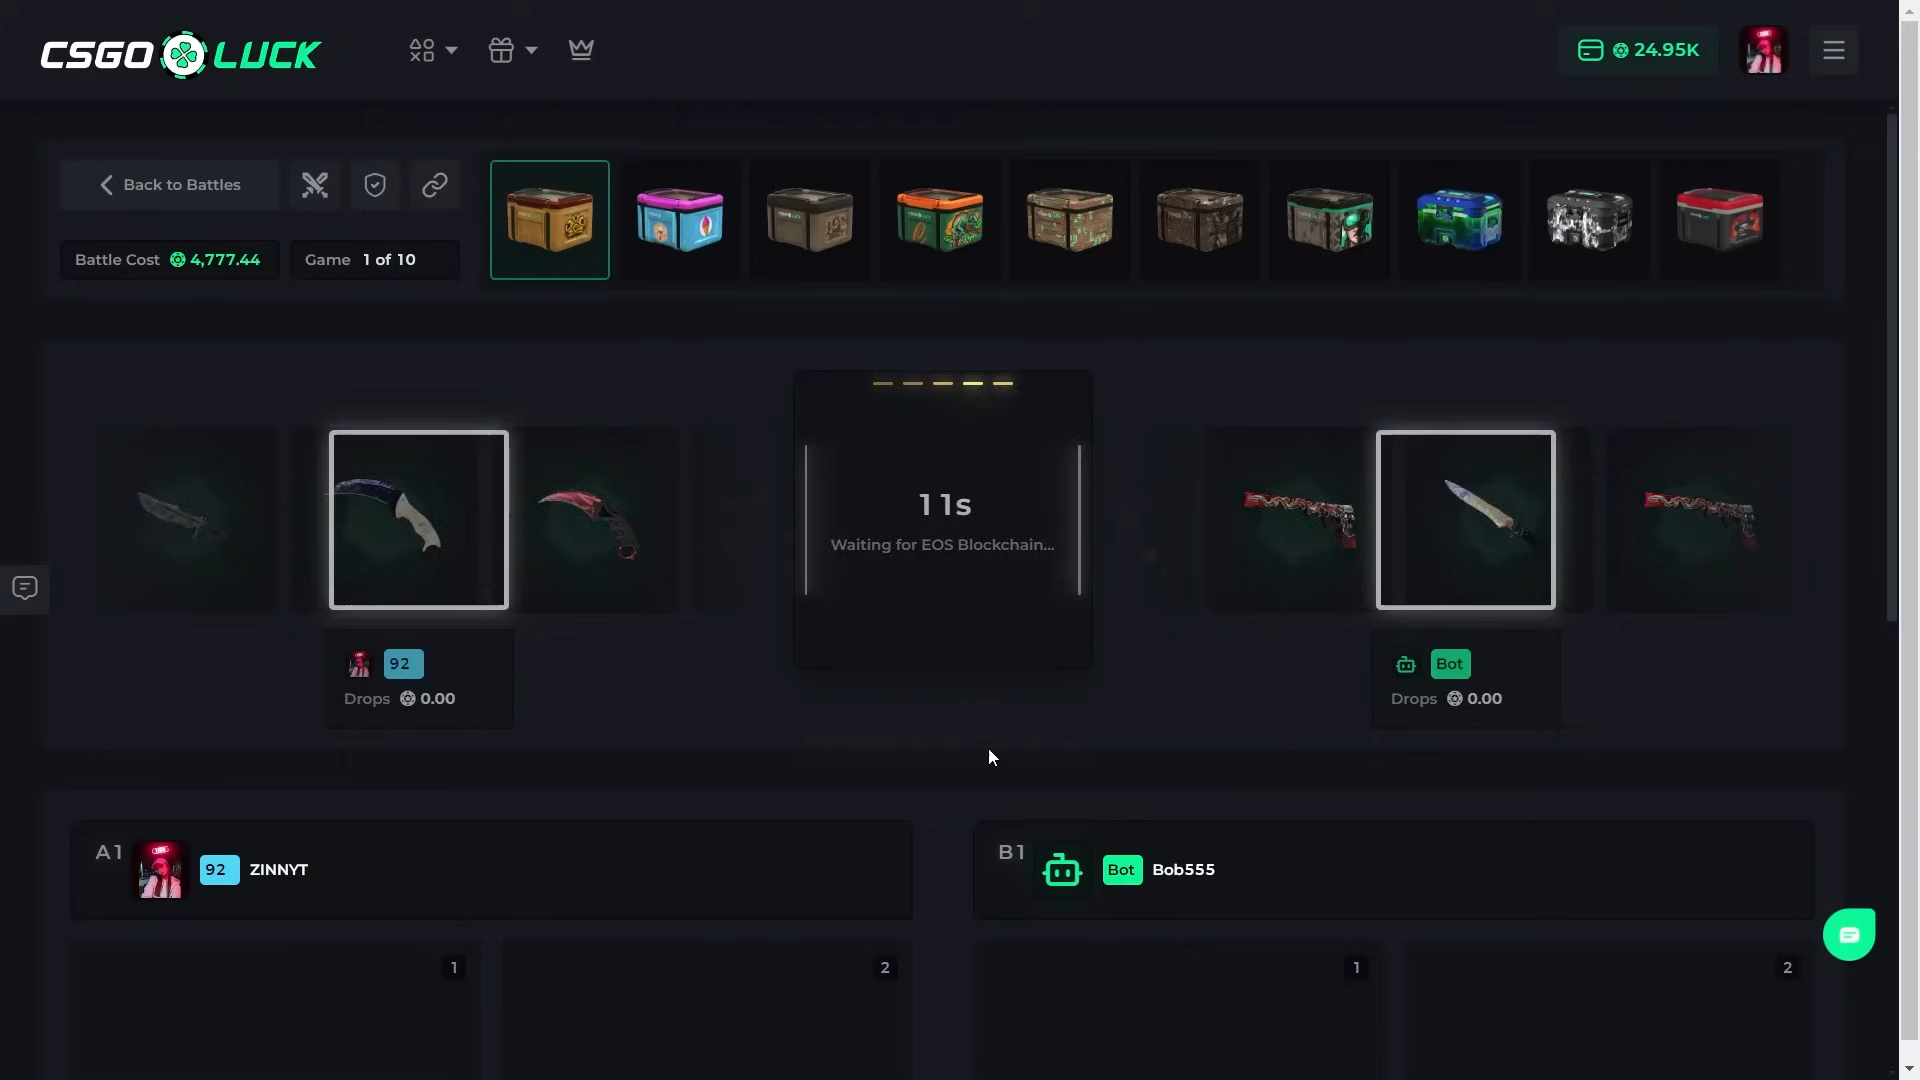 CSGO LUCK
24.95K
Back to Battles
Battle Cost 4,777.44
Game 1 of 10
11s
Waiting for EOS Blockchain...
92
Drops 0.00
Bot
Drops 0.00
A1 92 ZINNYT
B1 Bot Bob555
1
2
1
2